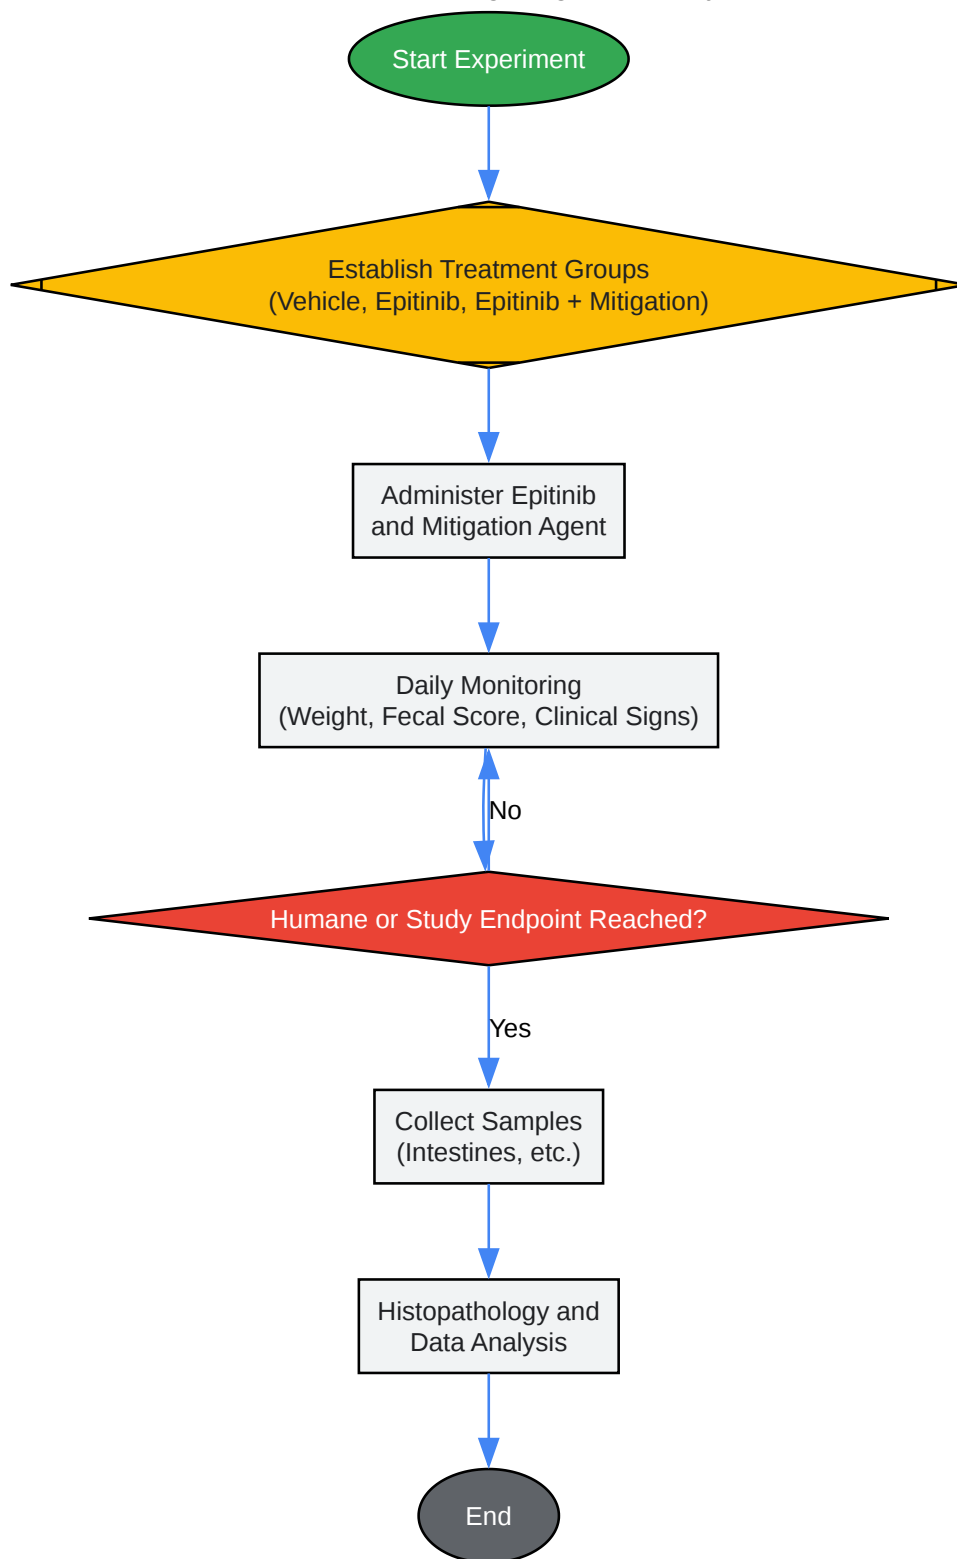 Start Experiment
Establish Treatment Groups
(Vehicle, Epitinib, Epitinib + Mitigation)
Administer Epitinib
and Mitigation Agent
Daily Monitoring
(Weight, Fecal Score, Clinical Signs)
No
Humane or Study Endpoint Reached?
Yes
Collect Samples
(Intestines, etc.)
Histopathology and
Data Analysis
End